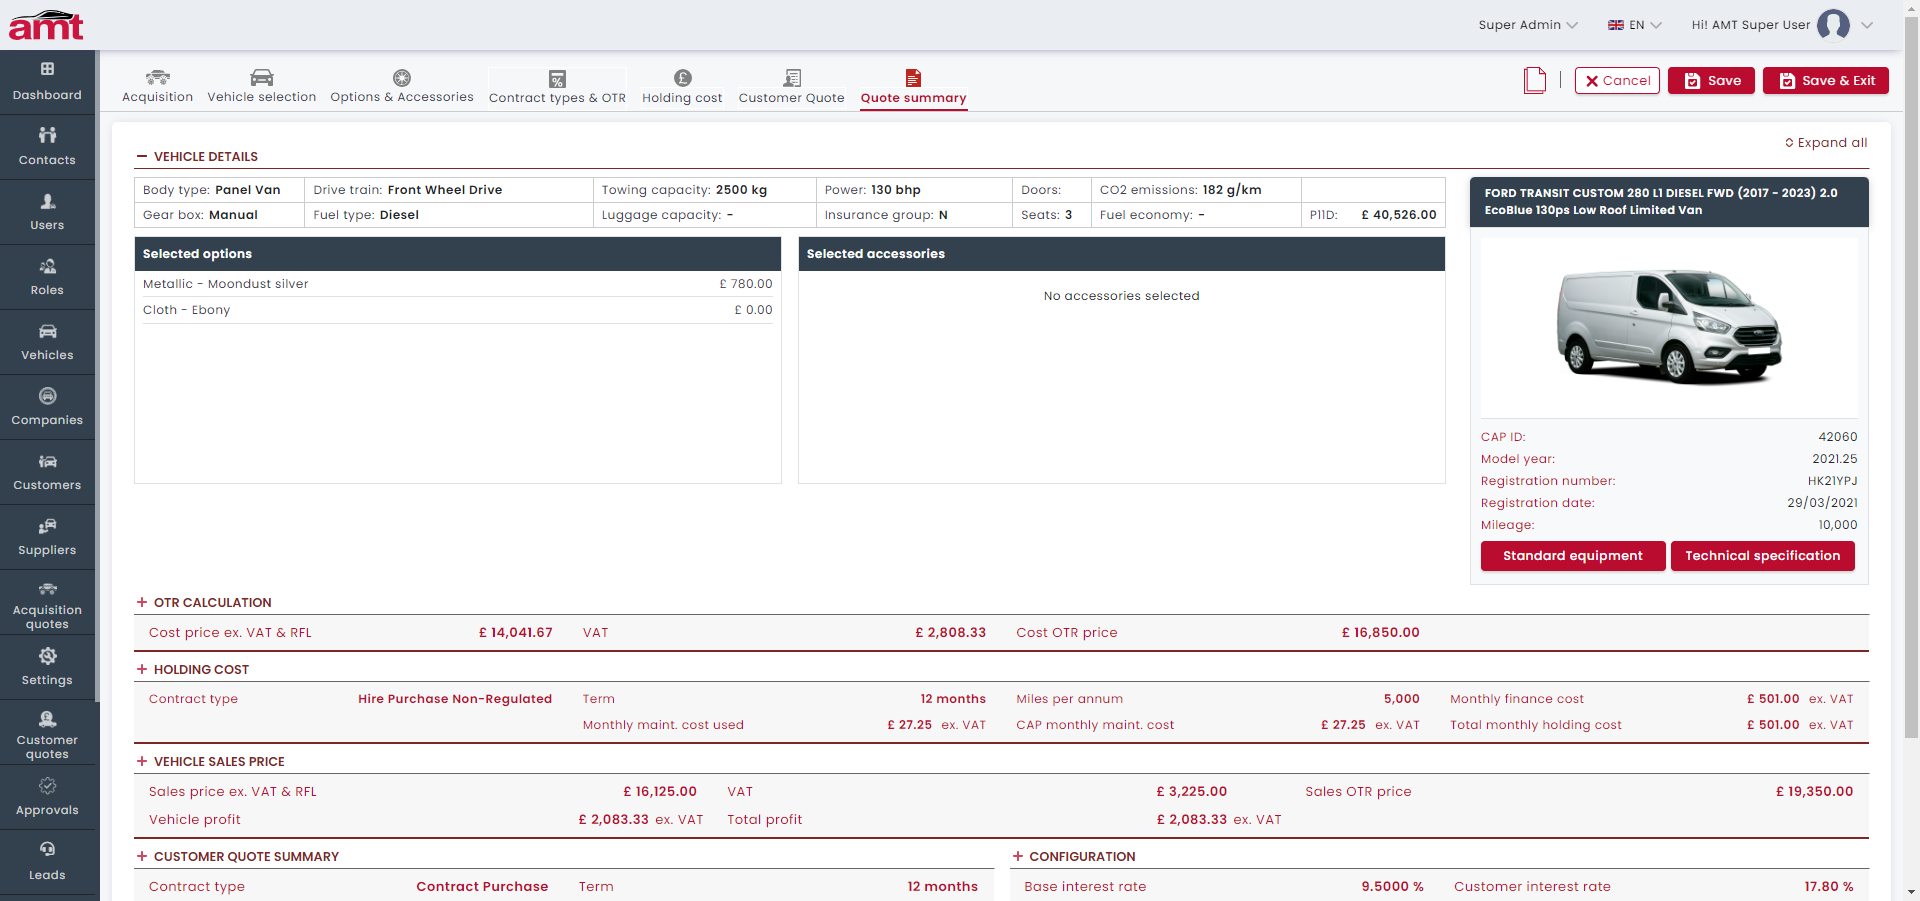 amt
Super Admin
EN
Hi! AMT Super User
Dashboard
Contacts
Users
Roles
Vehicles
Companies
Customers
Suppliers
Acquisition
quotes
Settings
Customer
quotes
Approvals
Leads
Acquisition
Vehicle selection
Options & Accessories
Contract types & OTR
Holding cost
Customer Quote
Quote summary
Cancel
Save
Save & Exit
Expand all
VEHICLE DETAILS
Body type: Panel Van
Drive train: Front Wheel Drive
Towing capacity: 2500 kg
Power: 130 bhp
Doors:
CO2 emissions: 182 g/km
Gear box: Manual
Fuel type: Diesel
Luggage capacity: -
Insurance group: N
Seats: 3
Fuel economy: -
P11D: £ 40,526.00
Selected options
Metallic - Moondust silver £ 780.00
Cloth - Ebony £ 0.00
Selected accessories
No accessories selected
FORD TRANSIT CUSTOM 280 L1 DIESEL FWD (2017 - 2023) 2.0
EcoBlue 130ps Low Roof Limited Van
CAP ID: 42060
Model year: 2021.25
Registration number: HK21YPJ
Registration date: 29/03/2021
Mileage: 10,000
Standard equipment
Technical specification
OTR CALCULATION
Cost price ex. VAT & RFL £ 14,041.67 VAT £ 2,808.33 Cost OTR price £ 16,850.00
HOLDING COST
Contract type Hire Purchase Non-Regulated Term 12 months Miles per annum 5,000 Monthly finance cost £ 501.00 ex. VAT
Monthly maint. cost used £ 27.25 ex. VAT CAP monthly maint. cost £ 27.25 ex. VAT Total monthly holding cost £ 501.00 ex. VAT
VEHICLE SALES PRICE
Sales price ex. VAT & RFL £ 16,125.00 VAT £ 3,225.00 Sales OTR price £ 19,350.00
Vehicle profit £ 2,083.33 ex. VAT Total profit £ 2,083.33 ex. VAT
CUSTOMER QUOTE SUMMARY
Contract type Contract Purchase Term 12 months
CONFIGURATION
Base interest rate 9.5000 % Customer interest rate 17.80 %